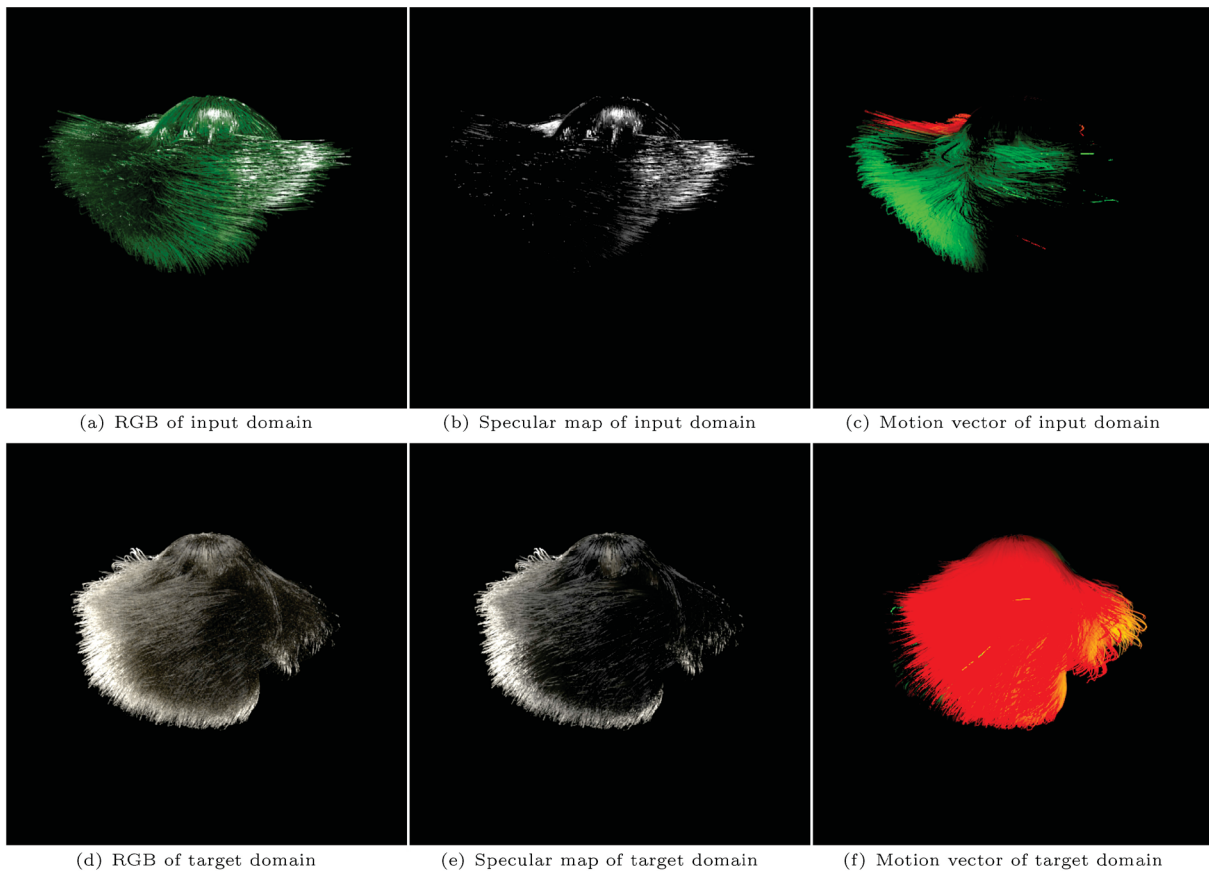 (a) RGB of input domain
(b) Specular map of input domain
(c) Motion vector of input domain
(d) RGB of target domain
(e) Specular map of target domain
(f) Motion vector of target domain